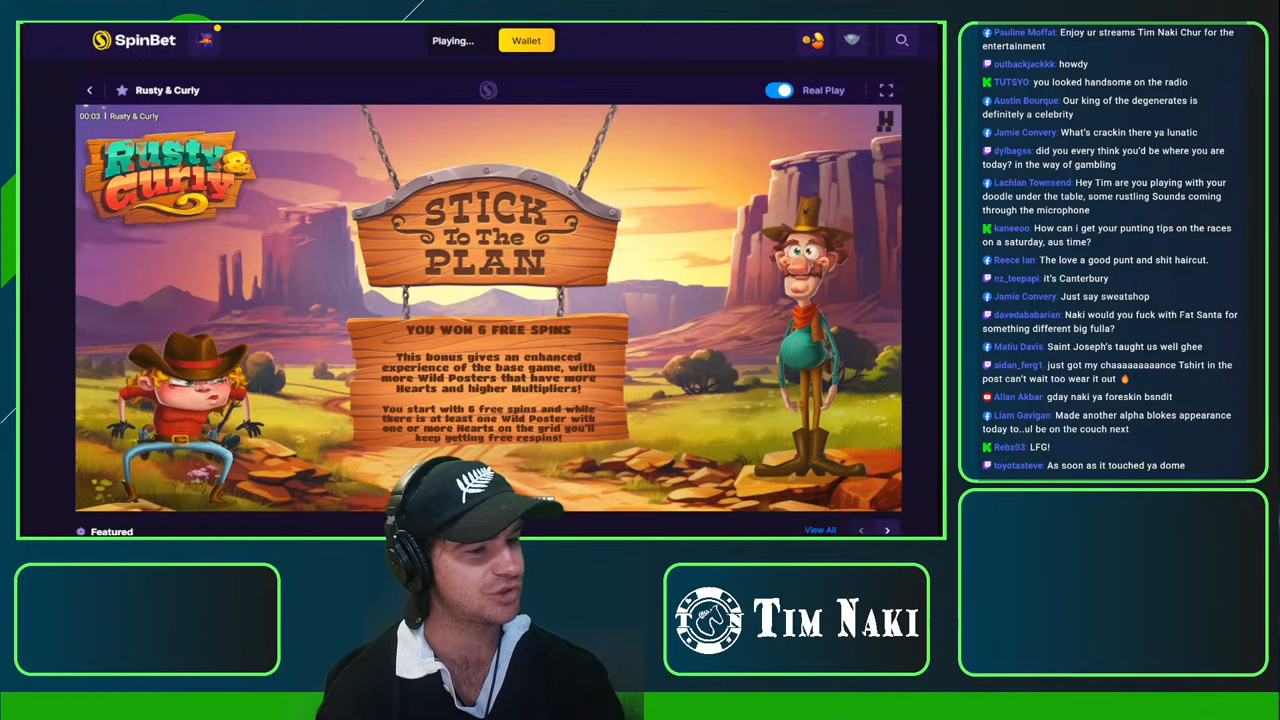 SpinBet
Playing...
Wallet
Rusty & Curly
Real Play
00:03 | Rusty & Curly
Rusty &
Curly
STICK
To The
PLAN
YOU WON 6 FREE SPINS
This bonus gives an enhanced
experience of the base game, with
more Wild Posters that have more
Hearts and higher Multipliers!
You start with 6 free spins and while
there is at least one Wild Poster with
one or more Hearts on the grid you'll
keep getting free respins!
Featured
View All
TIM NAKI
Pauline Moffat: Enjoy ur streams Tim Naki Chur for the
entertainment
outbackjackkk: howdy
TUTSYO: you looked handsome on the radio
Austin Bourque: Our king of the degenerates is
definitely a celebrity
Jamie Convery: What's crackin there ya lunatic
dylbagss: did you every think you'd be where you are
today? in the way of gambling
Lachlan Townsend: Hey Tim are you playing with your
doodle under the table, some rustling Sounds coming
through the microphone
kaneeoo: How can i get your punting tips on the races
on a saturday, aus time?
Reece Ian: The love a good punt and shit haircut.
nz_teepapi: it's Canterbury
Jamie Convery: Just say sweatshop
davedababarian: Naki would you fuck with Fat Santa for
something different big fulla?
Matiu Davis: Saint Joseph's taught us well ghee
aidan_ferg1: just got my chaaaaaaaaance Tshirt in the
post can't wait too wear it out 🔥
Allan Akbar: gday naki ya foreskin bsndit
Liam Gavigan: Made another alpha blokes appearance
today to..ul be on the couch next
Rebz03: LFG!
toyotasteve: As soon as it touched ya dome